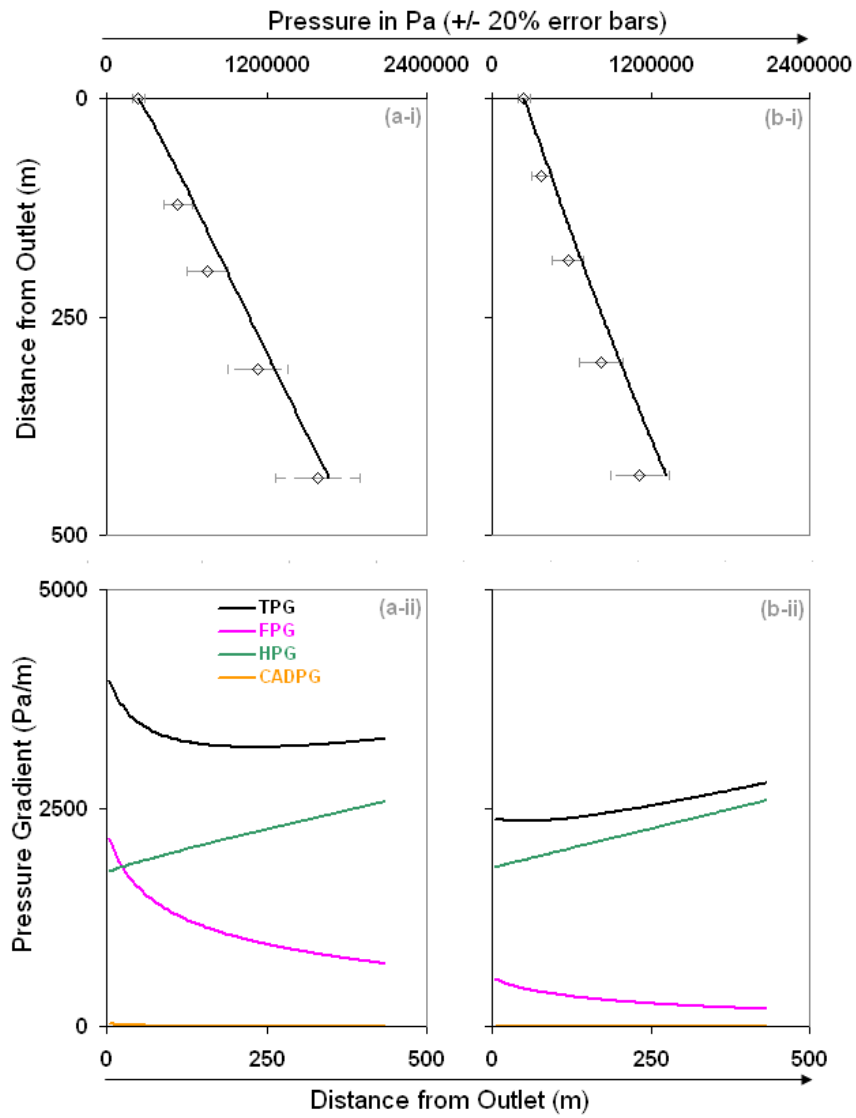 Pressure in Pa (+/- 20% error bars)
0 1200000 2400000 0 1200000 2400000
0
(a-i) (b-i)
Distance from Outlet (m)
250
500
5000
TPG (a-ii) (b-ii)
FPG
HPG
CADPG
Pressure Gradient (Pa/m)
2500
0
0 250 500 0 250 500
Distance from Outlet (m)